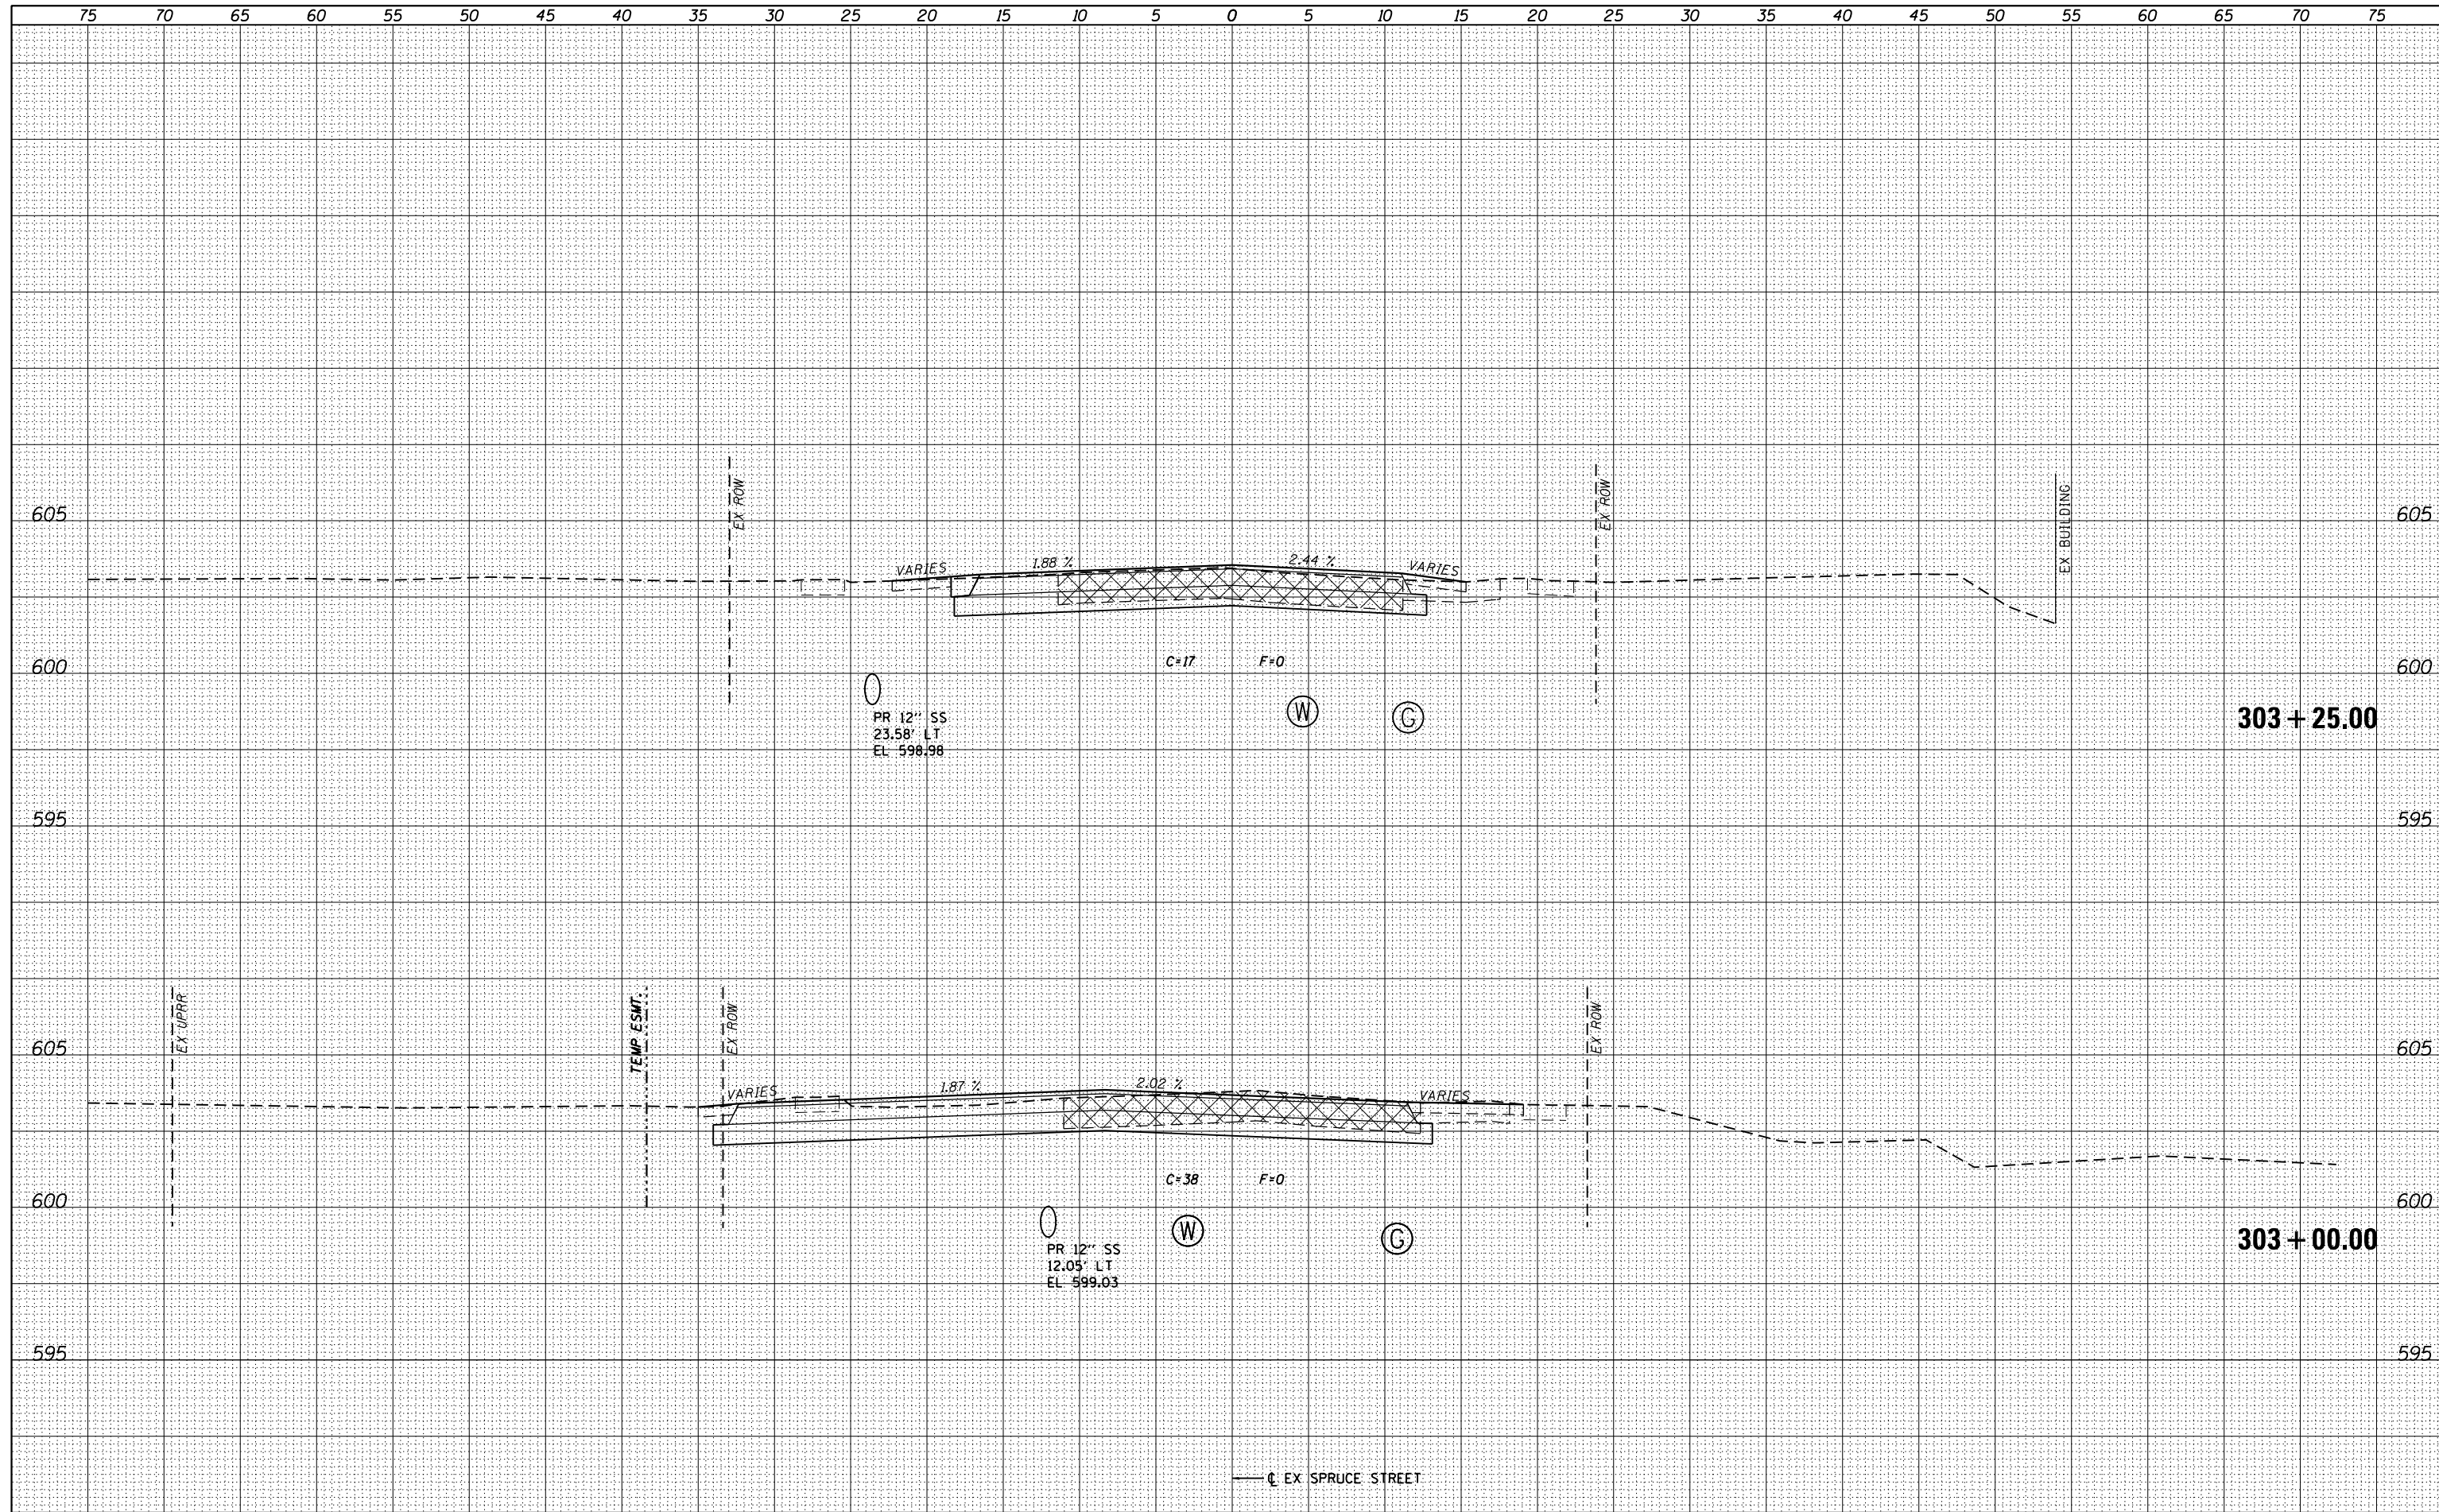 75 70 65 60 55 50 45 40 35 30 25 20 15 10 5 0 5 10 15 20 25 30 35 40 45 50 55 60 65 70 75
EX ROW
EX ROW
EX BUILDING
605 605
VARIES 1.88 % 2.44 % VARIES
600 C=17 F=0 600
W G
PR 12'' SS
23.58' LT
EL 598.98
303 + 25.00
595 595
EX UPRR
TEMP ESMT.
EX ROW
EX ROW
605 605
VARIES 1.87 % 2.02 % VARIES
C=38 F=0
600 600
W G
PR 12'' SS
12.05' LT
EL 599.03
303 + 00.00
595 595
℄ EX SPRUCE STREET